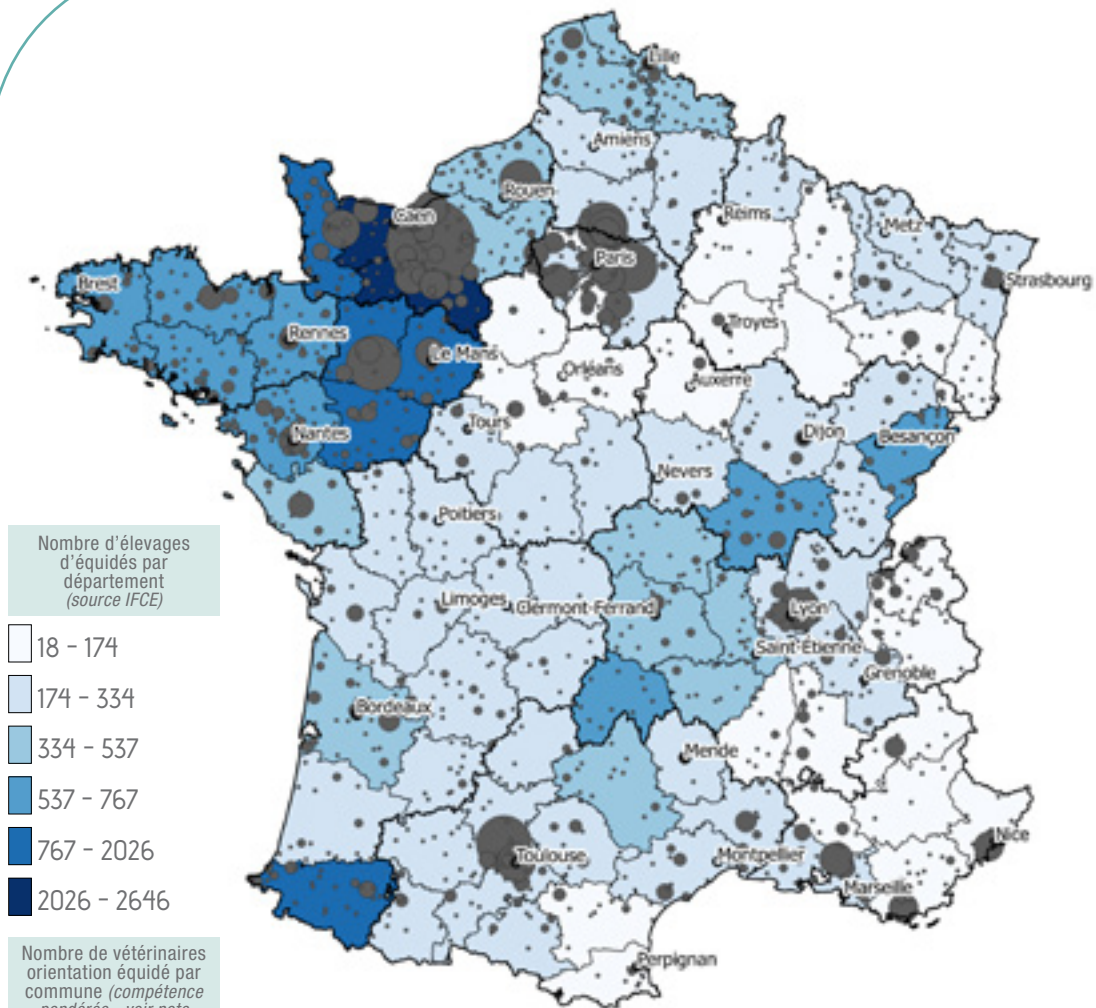 Lille
Amiens
Rouen
Caen
Reims
Metz
Paris
Strasbourg
Brest
Rennes
Le Mans
Troyes
Orléans
Auxerre
Nantes
Tours
Dijon
Besançon
Nevers
Poitiers
Limoges
Clermont-Ferrand
Lyon
Saint-Etienne
Grenoble
Bordeaux
Mende
Toulouse
Montpellier
Nice
Marseille
Perpignan
Nombre d'élevages
d'équidés par
département
(source IFCE)
18 - 174
174 - 334
334 - 537
537 - 767
767 - 2026
2026 - 2646
Nombre de vétérinaires
orientation équidé par
commune (compétence
pondérée - voir note